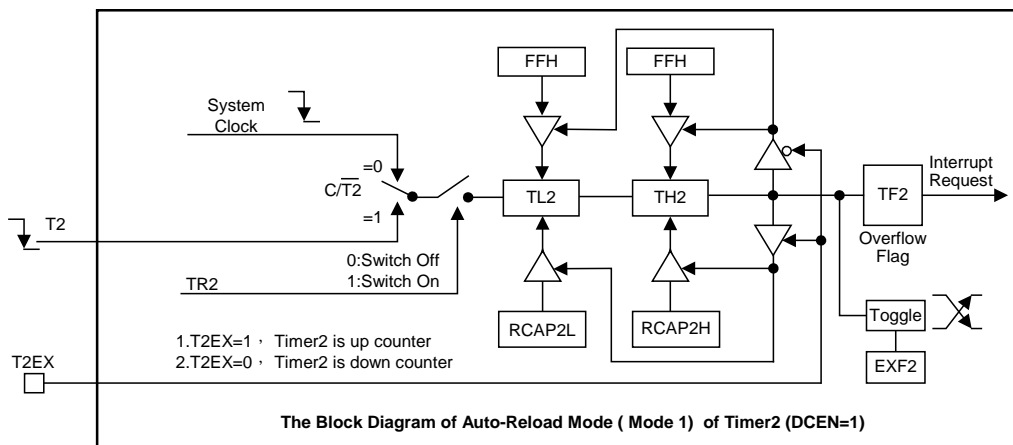 FFH
FFH
System
Clock
=0
C/T2
=1
T2
TL2
TH2
TF2
Interrupt
Request
Overflow
Flag
0:Switch Off
1:Switch On
TR2
RCAP2L
RCAP2H
Toggle
EXF2
1.T2EX=1， Timer2 is up counter
2.T2EX=0， Timer2 is down counter
T2EX
The Block Diagram of Auto-Reload Mode ( Mode 1) of Timer2 (DCEN=1)